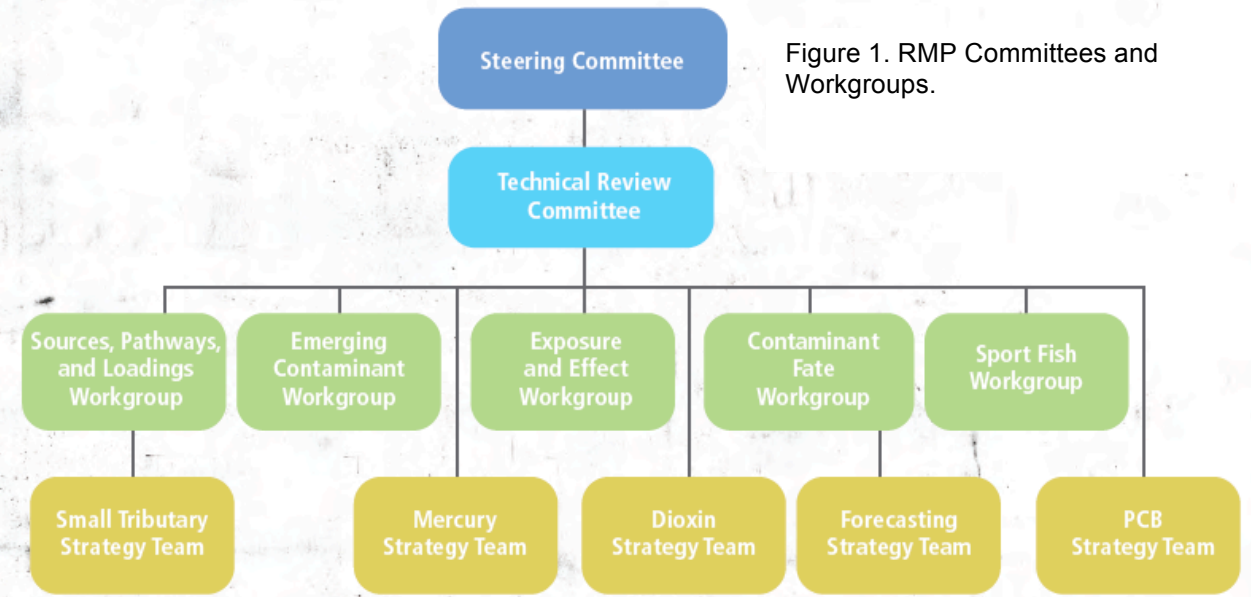 Steering Committee
Figure 1. RMP Committees and
Workgroups.
Technical Review
Committee
Sources, Pathways,
and Loadings
Workgroup
Emerging
Contaminant
Workgroup
Exposure
and Effect
Workgroup
Contaminant
Fate
Workgroup
Sport Fish
Workgroup
Small Tributary
Strategy Team
Mercury
Strategy Team
Dioxin
Strategy Team
Forecasting
Strategy Team
PCB
Strategy Team